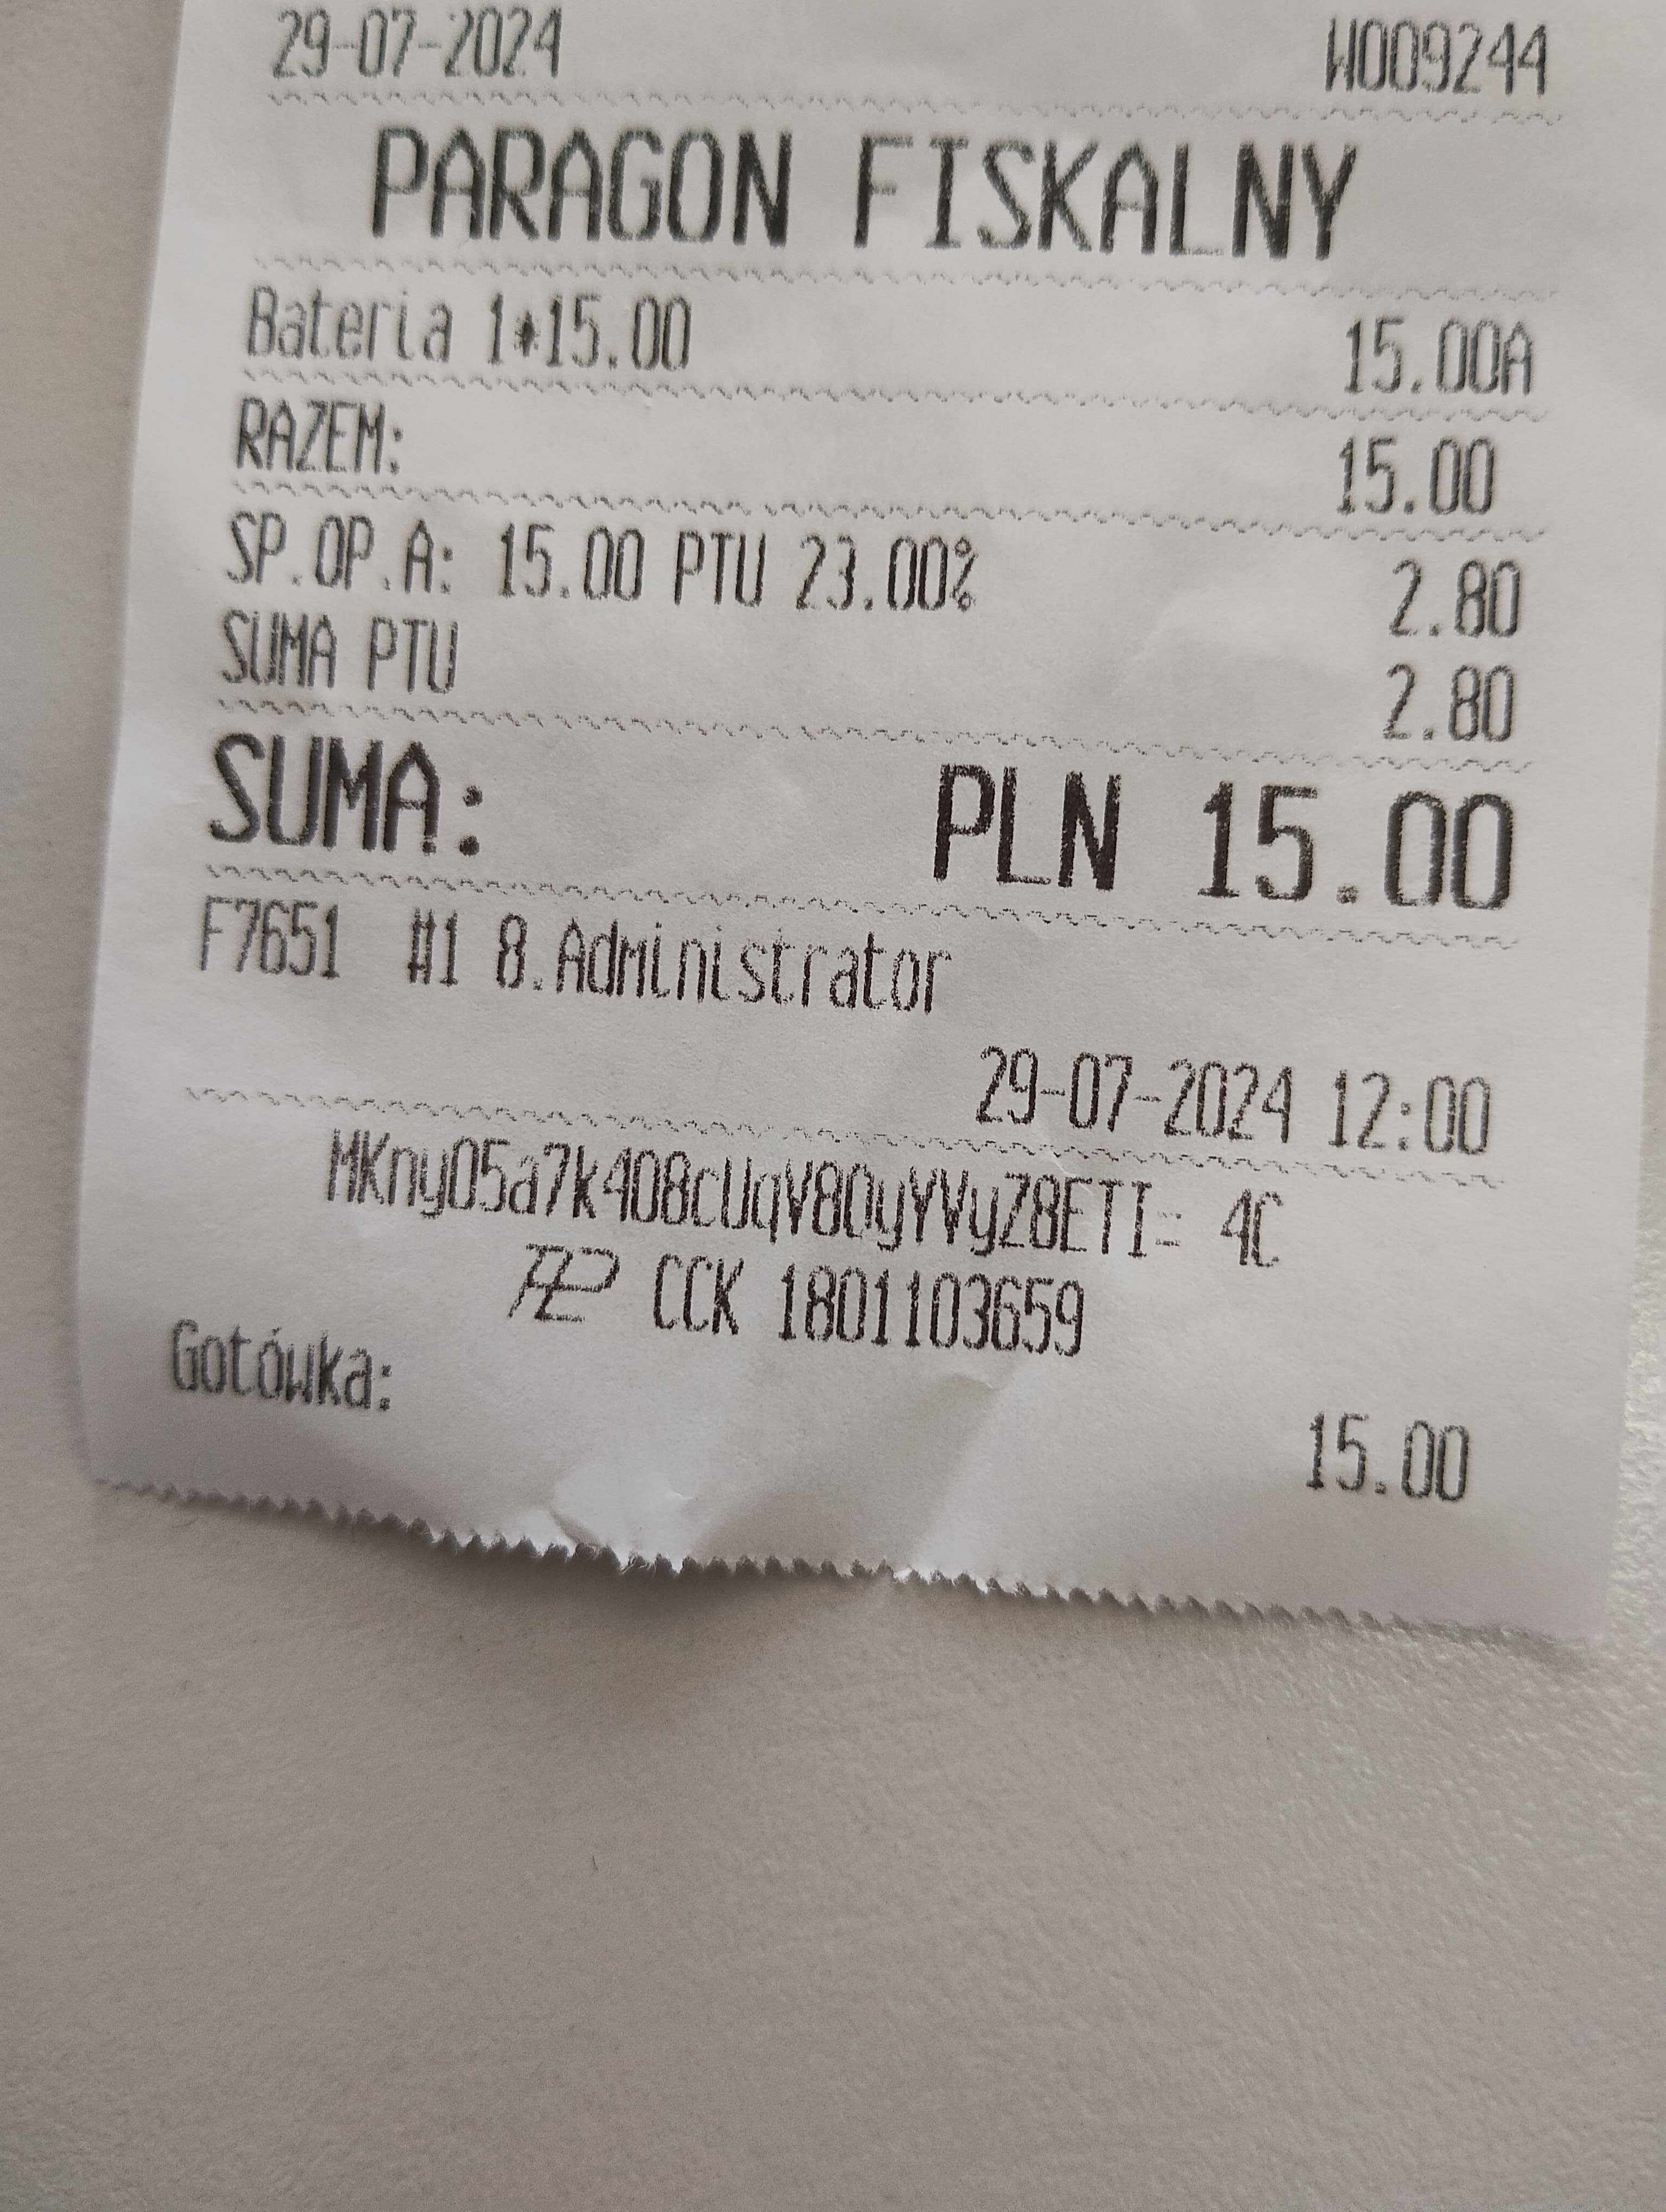 29-07-2024 W009244
PARAGON FISKALNY
Bateria 1*15.00 15.00A
RAZEM: 15.00
SP.OP.A: 15.00 PTU 23.00% 2.80
SUMA PTU 2.80
SUMA: PLN 15.00
F7651 #1 8.Administrator
29-07-2024 12:00
MKny05a7k408cUqV80yYVyZ8ETI= 4C
CCK 1801103659
Gotówka: 15.00